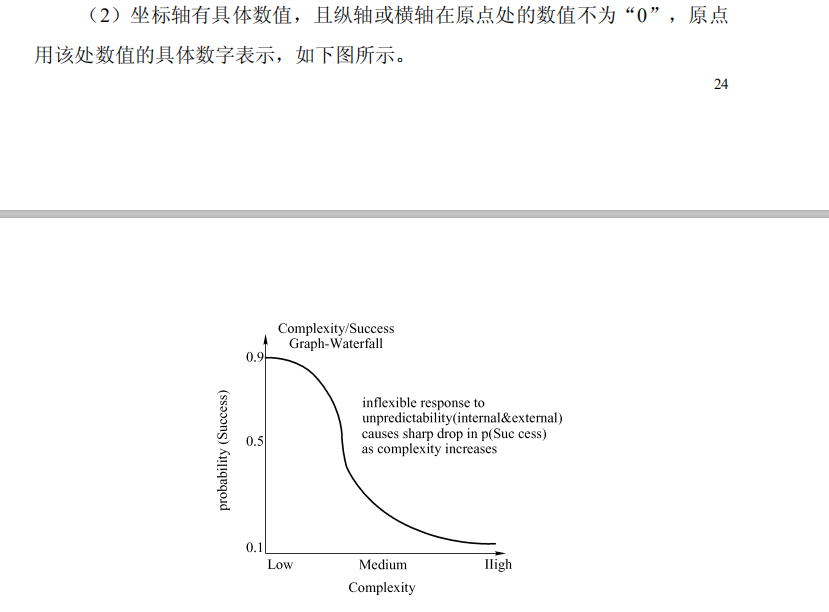 （2）坐标轴有具体数值，且纵轴或横轴在原点处的数值不为“0”，原点
用该处数值的具体数字表示，如下图所示。
24
Complexity/Success
Graph-Waterfall
0.9
inflexible response to
unpredictability(internal&external)
causes sharp drop in p(Suc cess)
as complexity increases
probability (Success)
0.5
0.1
Low Medium IIigh
Complexity